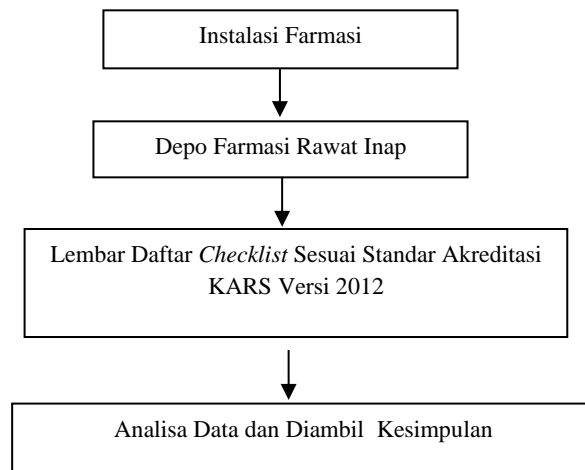 Instalasi Farmasi
Depo Farmasi Rawat Inap
Lembar Daftar Checklist Sesuai Standar Akreditasi
KARS Versi 2012
Analisa Data dan Diambil Kesimpulan